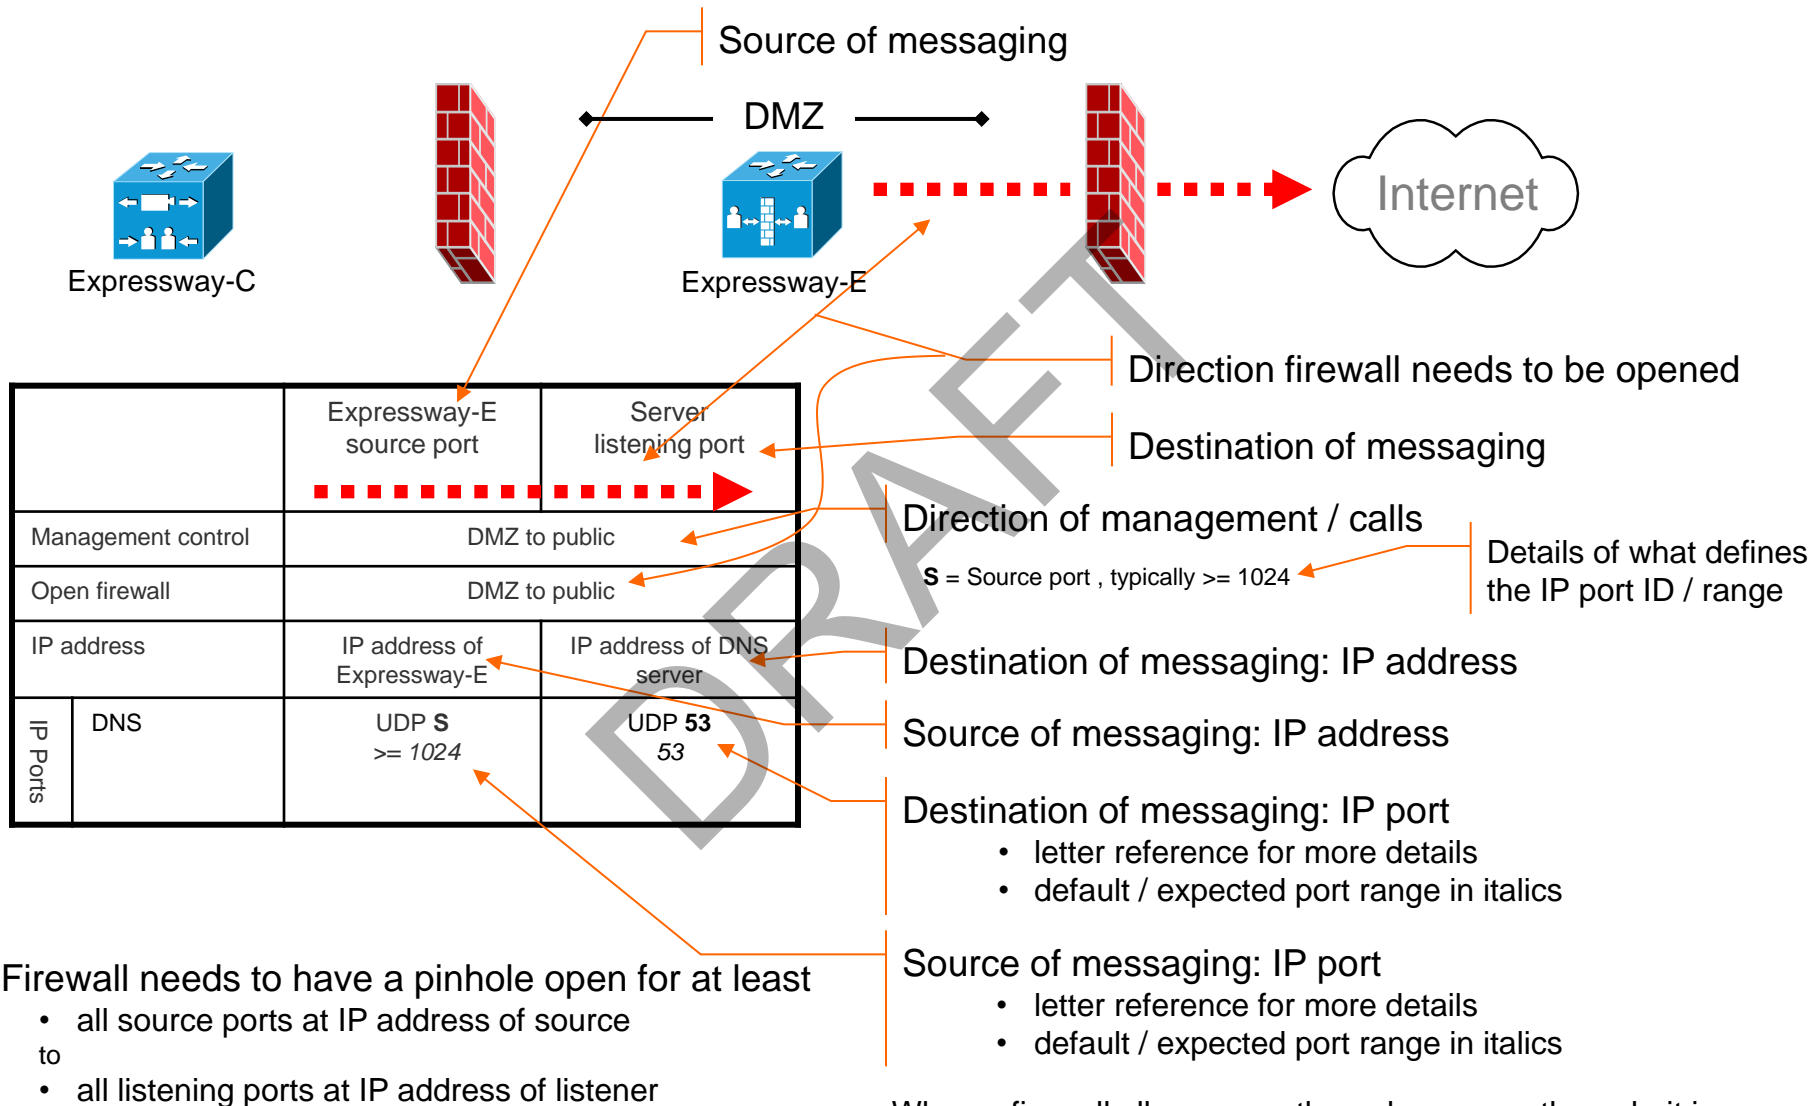 Source of messaging
DMZ
Internet
Expressway-C
Expressway-E
Direction firewall needs to be opened
Destination of messaging
Expressway-E
source port
Server
listening port
Management control
DMZ to public
Open firewall
DMZ to public
IP address
IP address of
Expressway-E
IP address of DNS
server
IP Ports
DNS
UDP S
>= 1024
UDP 53
53
Direction of management / calls
S = Source port , typically >= 1024
Details of what defines
the IP port ID / range
Destination of messaging: IP address
Source of messaging: IP address
Destination of messaging: IP port
• letter reference for more details
• default / expected port range in italics
Source of messaging: IP port
• letter reference for more details
• default / expected port range in italics
Firewall needs to have a pinhole open for at least
• all source ports at IP address of source
to
• all listening ports at IP address of listener
DRAFT